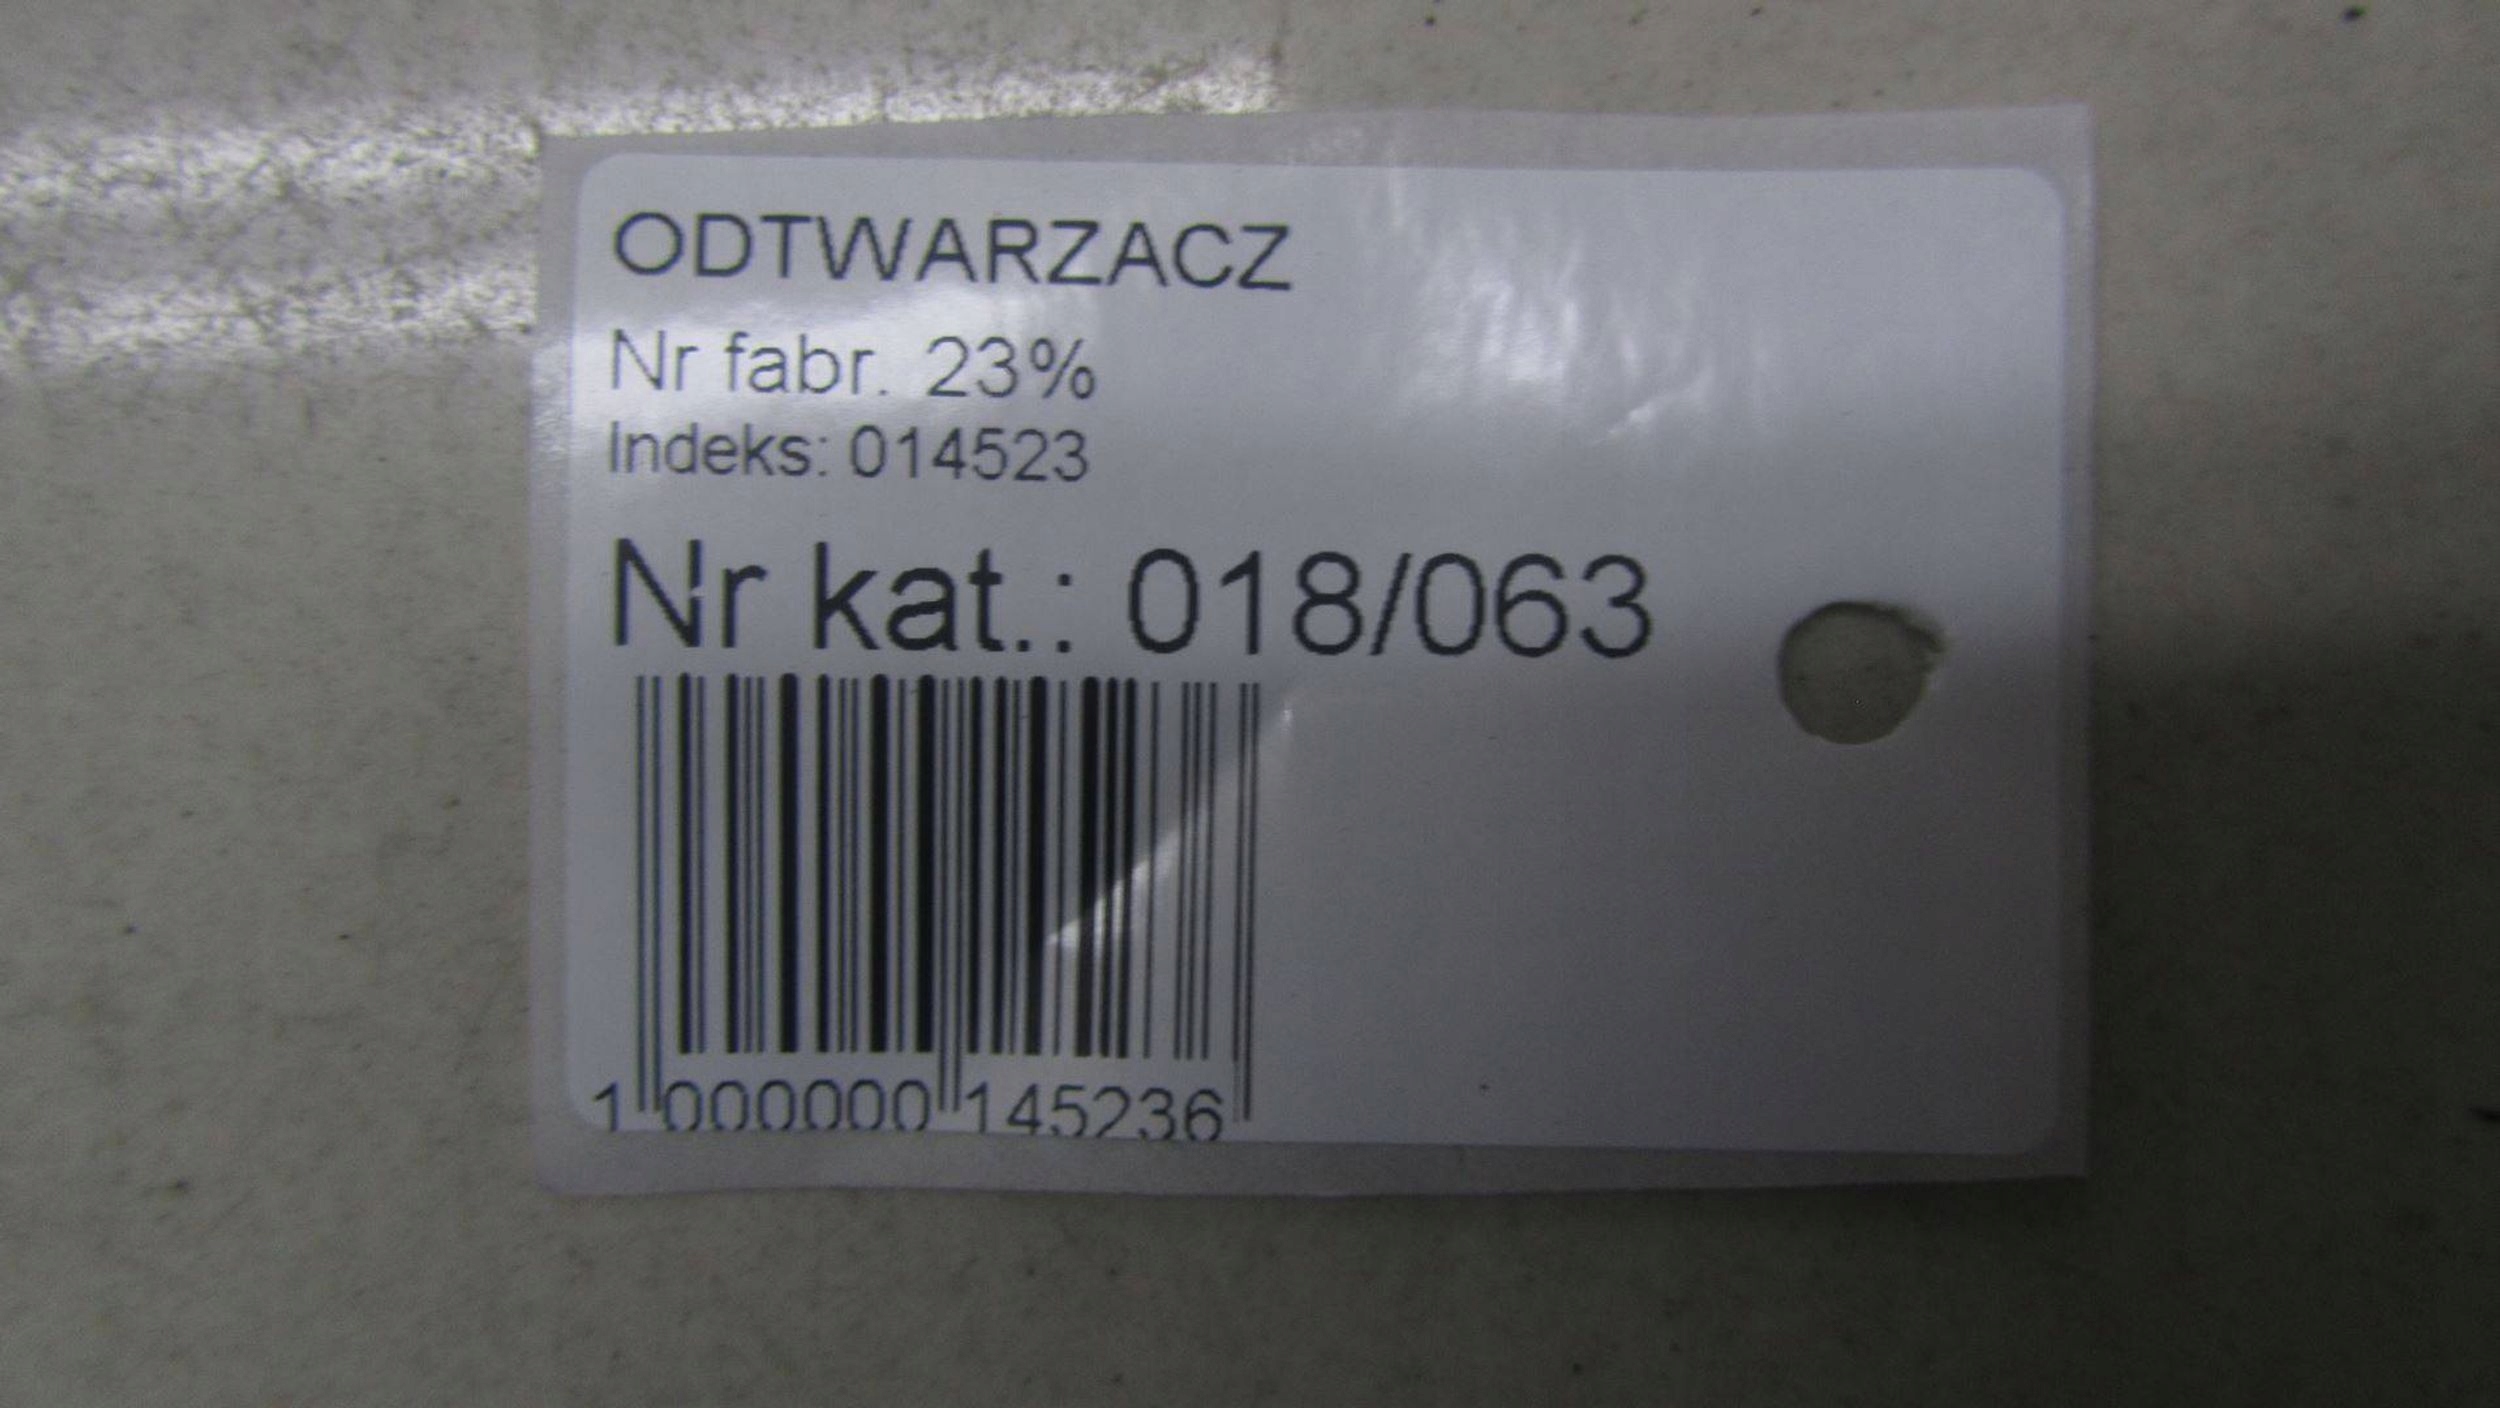 ODTWARZACZ
Nr fabr. 23%
Indeks: 014523
Nr kat.: 018/063
1 000000 145236